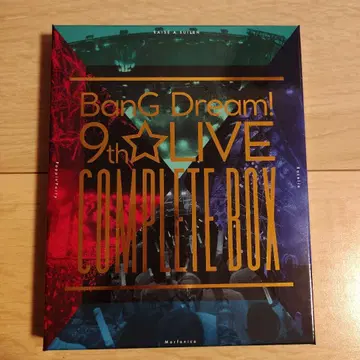 RAISE A SUILEN
BanG Dream!
9th☆LIVE
COMPLETE BOX
Poppin'Party
Roselia
Morfonica